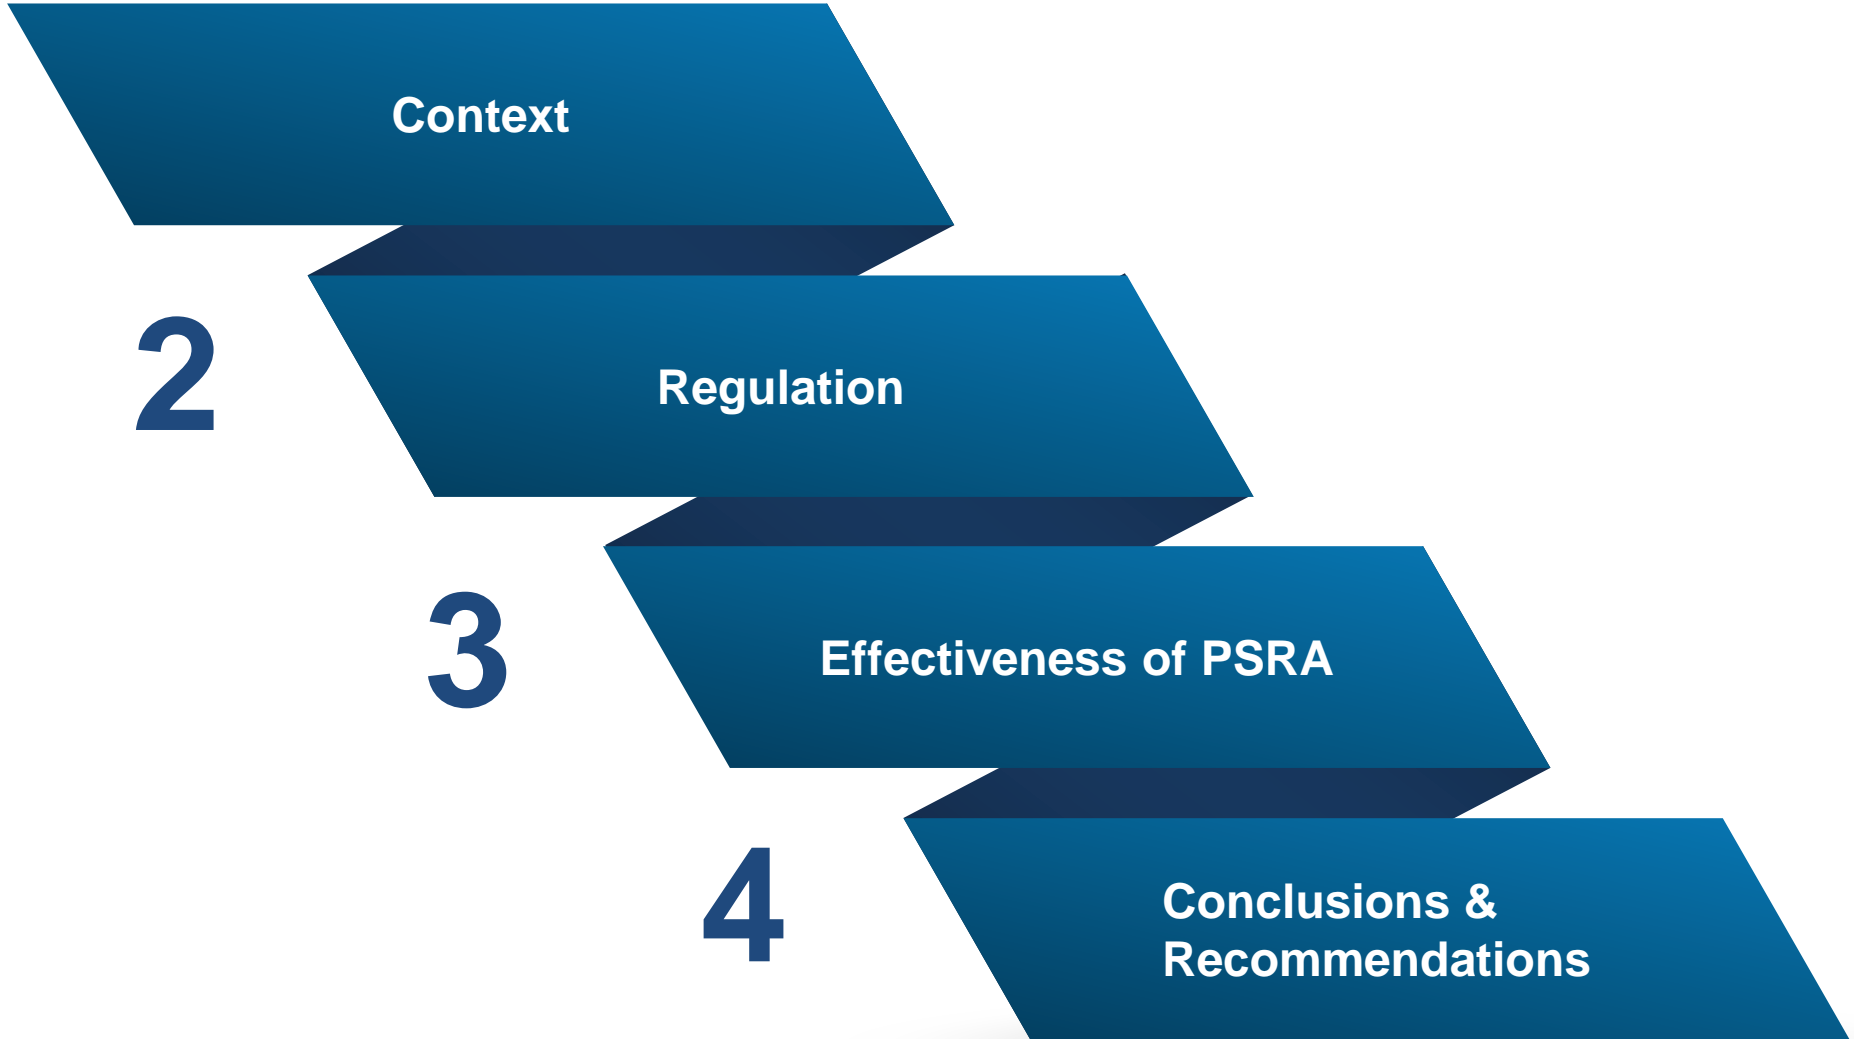 Context
2
Regulation
3
Effectiveness of PSRA
4
Conclusions &
Recommendations